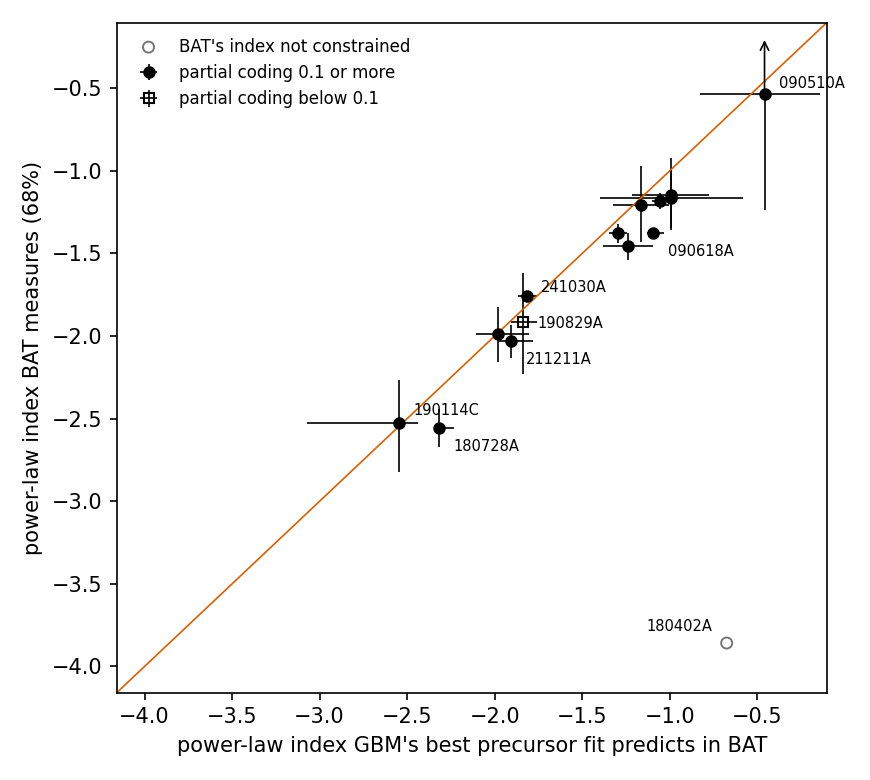 BAT's index not constrained
partial coding 0.1 or more
partial coding below 0.1
090510A
090618A
241030A
190829A
211211A
190114C
180728A
180402A
−0.5
−1.0
−1.5
−2.0
−2.5
−3.0
−3.5
−4.0
power-law index BAT measures (68%)
−4.0 −3.5 −3.0 −2.5 −2.0 −1.5 −1.0 −0.5
power-law index GBM's best precursor fit predicts in BAT